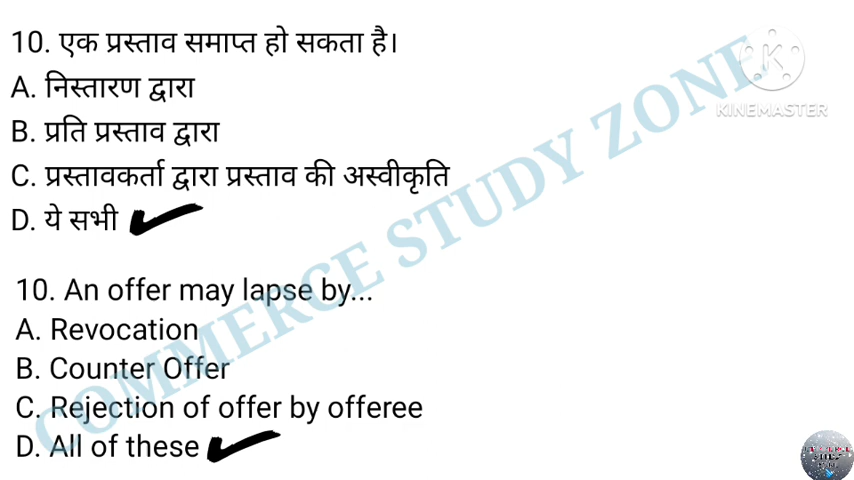 10. एक प्रस्ताव समाप्त हो सकता है।
A. निस्तारण द्वारा
B. प्रति प्रस्ताव द्वारा
C. प्रस्तावकर्ता द्वारा प्रस्ताव की अस्वीकृति
D. ये सभी
10. An offer may lapse by...
A. Revocation
B. Counter Offer
C. Rejection of offer by offeree
D. All of these
COMMERCE STUDY ZONE
K
KINEMASTER